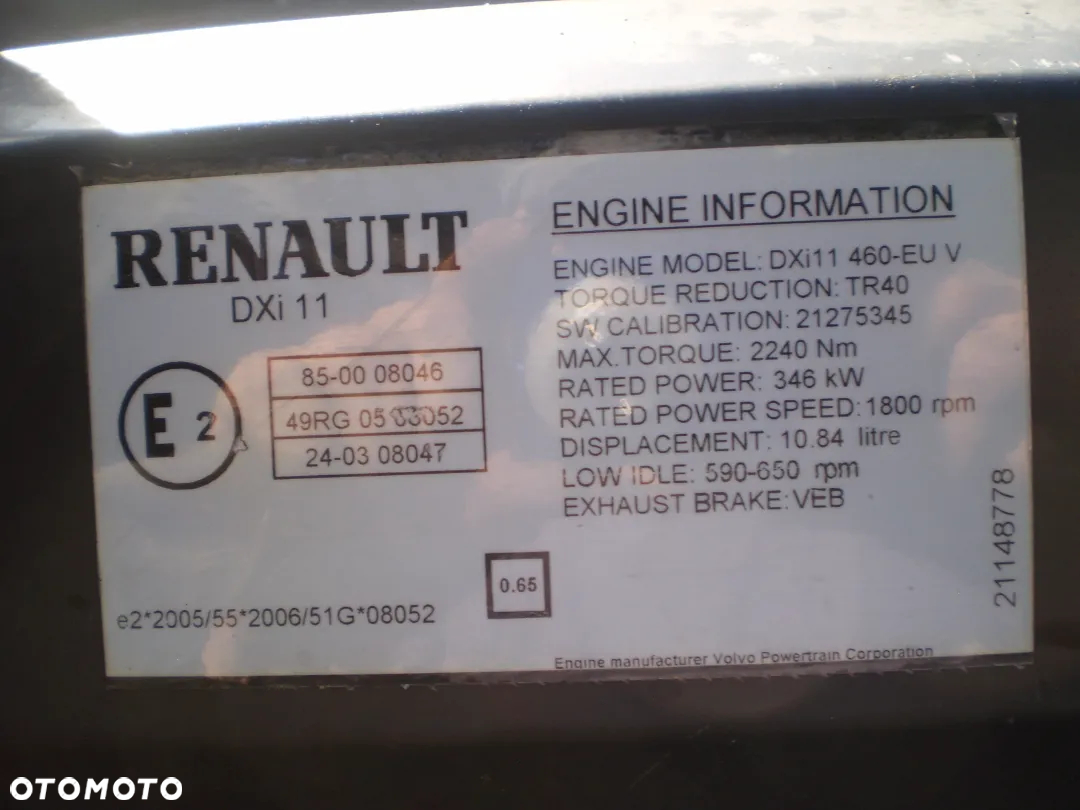 RENAULT
DXi 11
E 2
85-00 08046
49RG 05 052
24-03 08047
e2*2005/55*2006/51G*08052
0.65
ENGINE INFORMATION
ENGINE MODEL: DXi11 460-EU V
TORQUE REDUCTION: TR40
SW CALIBRATION: 21275345
MAX.TORQUE: 2240 Nm
RATED POWER: 346 kW
RATED POWER SPEED: 1800 rpm
DISPLACEMENT: 10.84 litre
LOW IDLE: 590-650 rpm
EXHAUST BRAKE: VEB
21148778
Engine manufacturer Volvo Powertrain Corporation
OTOMOTO